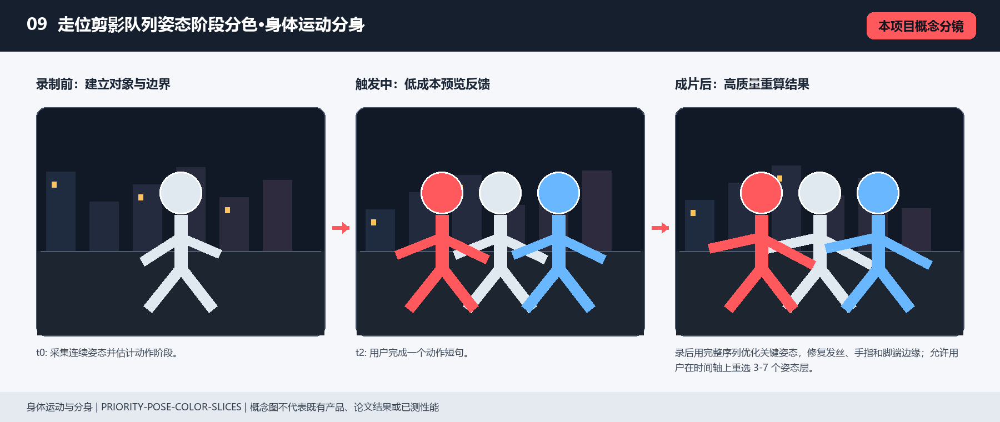 09 走位剪影队列姿态阶段分色•身体运动分身
本项目概念分镜
录制前：建立对象与边界
触发中：低成本预览反馈
成片后：高质量重算结果
t0: 采集连续姿态并估计动作阶段。
t2: 用户完成一个动作短句。
录后用完整序列优化关键姿态，修复发丝、手指和脚端边缘；允许用
户在时间轴上重选 3-7 个姿态层。
身体运动与分身 | PRIORITY-POSE-COLOR-SLICES | 概念图不代表既有产品、论文结果或已测性能